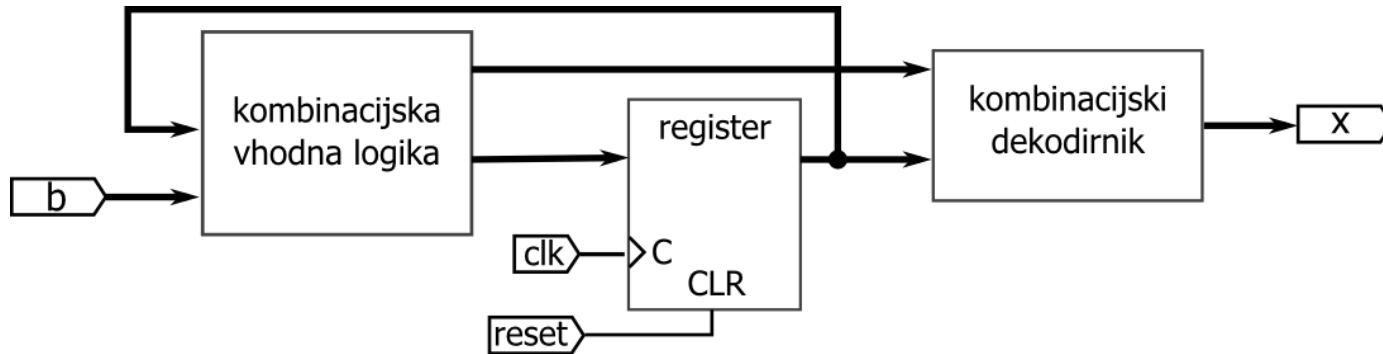 kombinacijska
vhodna logika
b
register
clk
C
CLR
reset
kombinacijski
dekodirnik
x